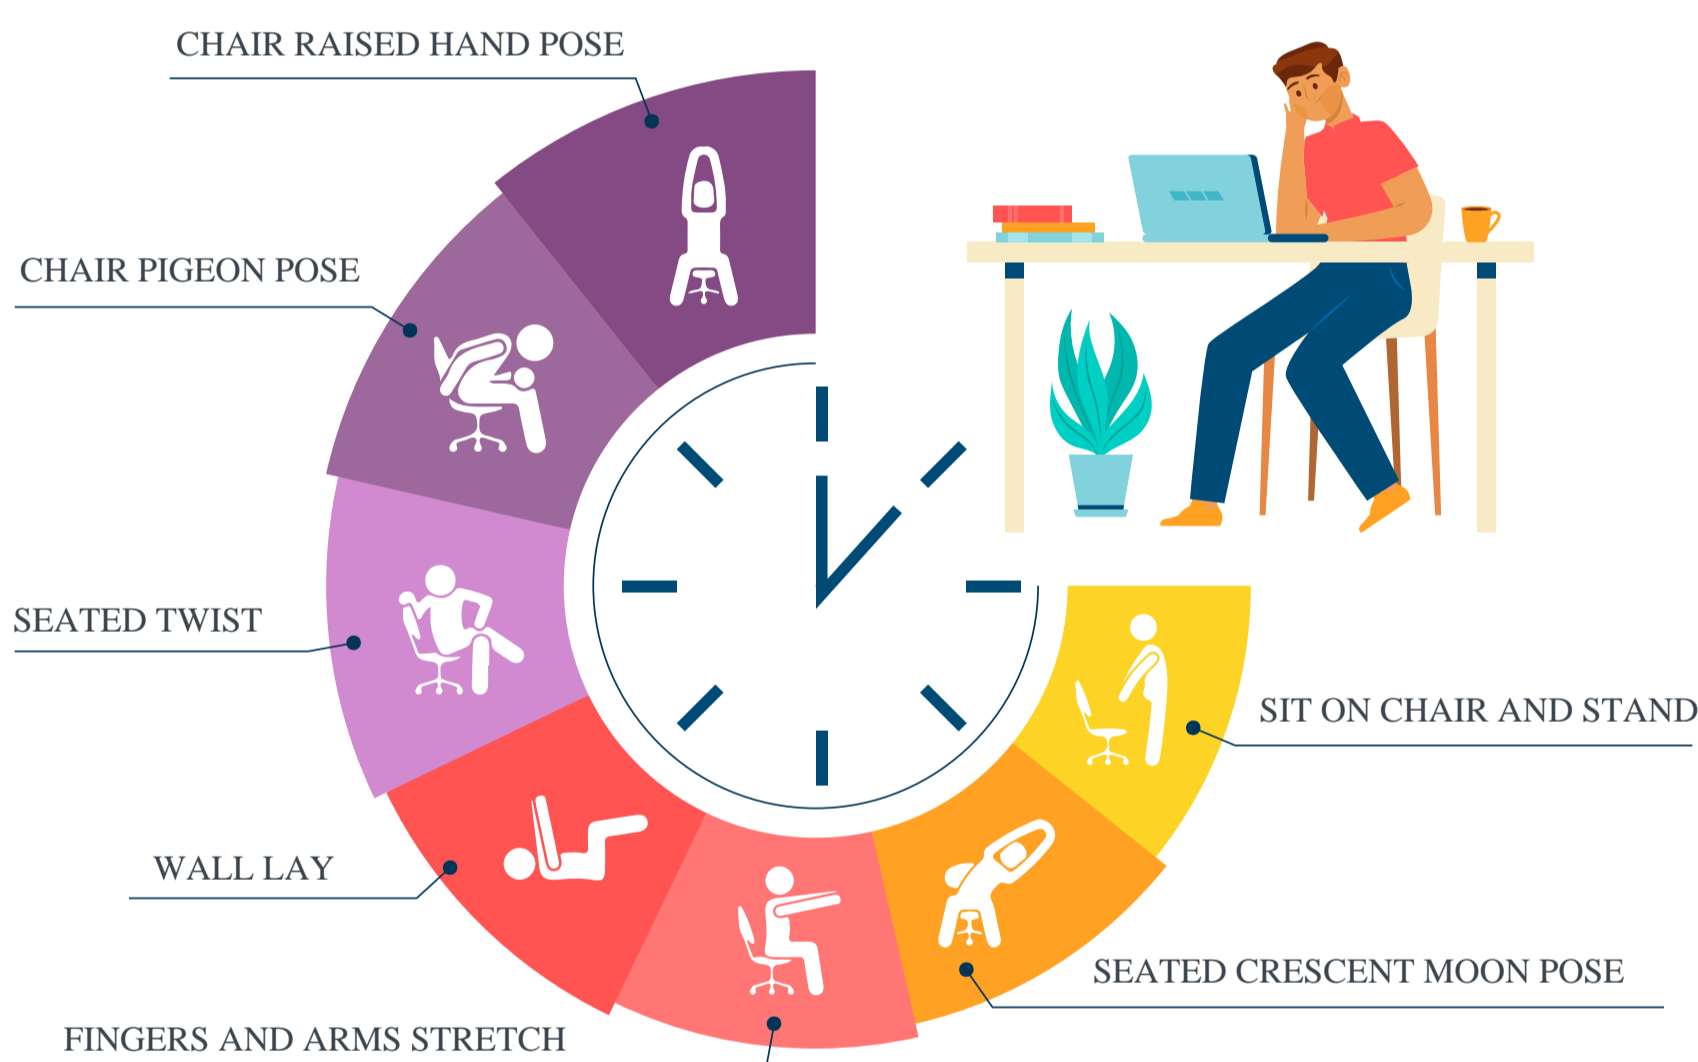 CHAIR RAISED HAND POSE
CHAIR PIGEON POSE
SEATED TWIST
SIT ON CHAIR AND STAND
WALL LAY
SEATED CRESCENT MOON POSE
FINGERS AND ARMS STRETCH